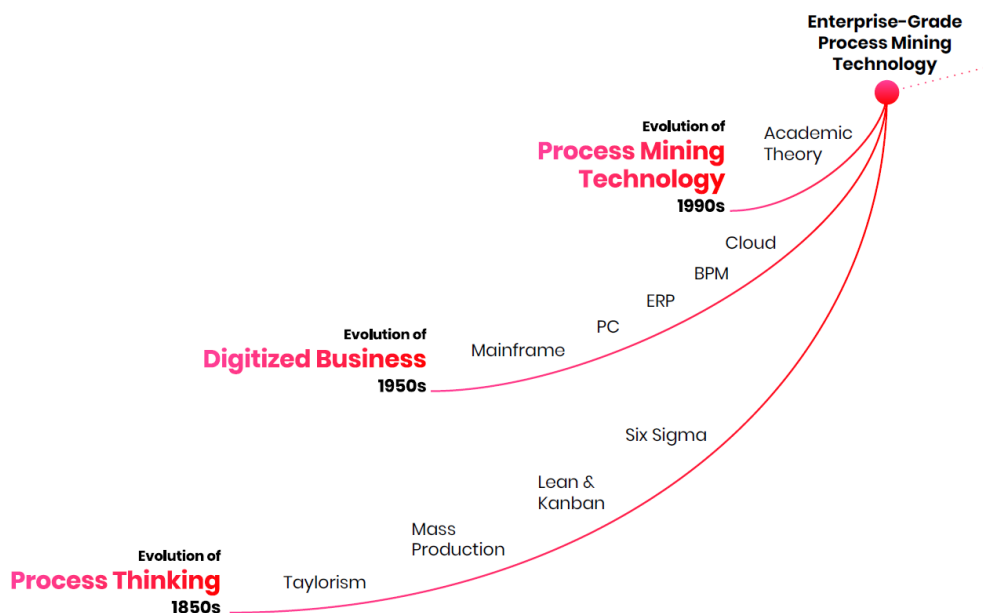 Enterprise-Grade
Process Mining
Technology
Evolution of
Process Mining
Technology
1990s
Academic
Theory
Cloud
BPM
ERP
PC
Mainframe
Evolution of
Digitized Business
1950s
Six Sigma
Lean &
Kanban
Mass
Production
Taylorism
Evolution of
Process Thinking
1850s